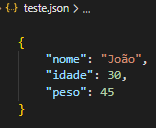 teste.json > ...
{
"nome": "João",
"idade": 30,
"peso": 45
}